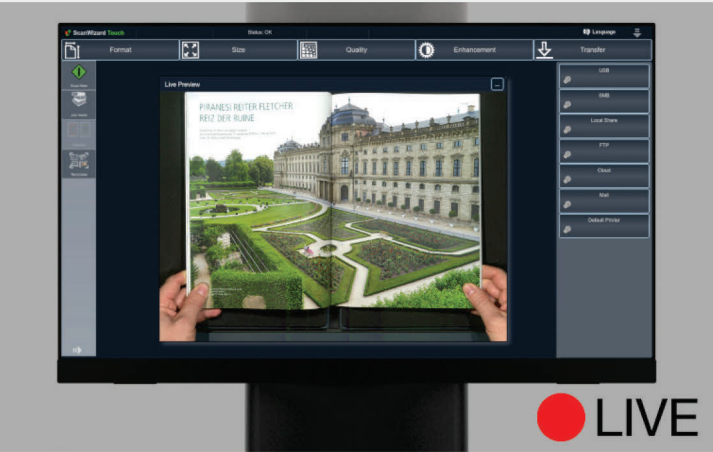 ScanWizard Touch
Status: OK
Language
Format
Size
Quality
Enhancement
Transfer
Live Preview
PIRANESI REITER FLETCHER
REIZ DER RUINE
Templates
USB
SMB
Local Share
FTP
Cloud
Mail
Default Printer
LIVE